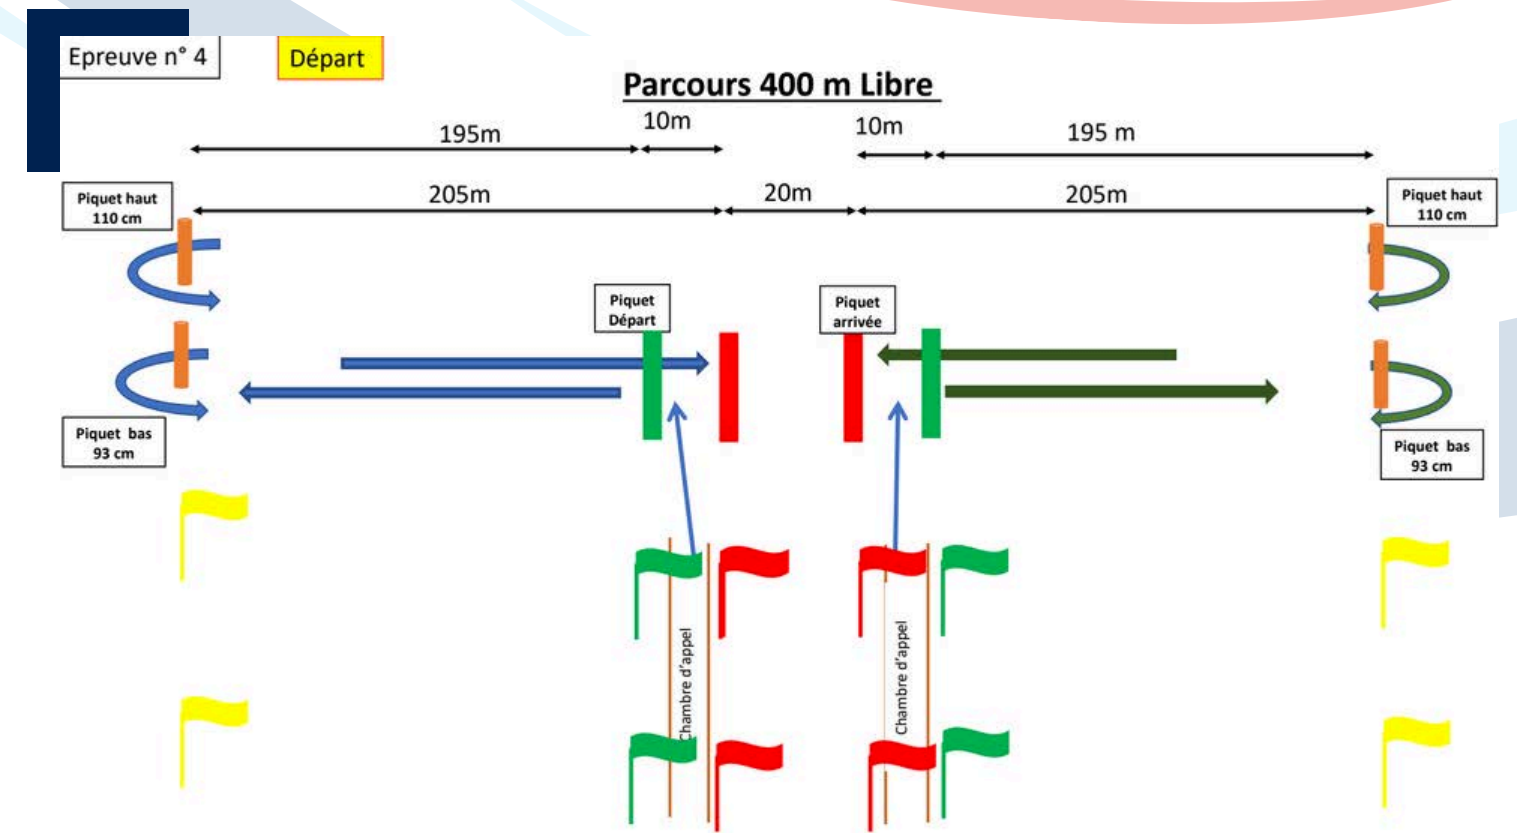 Epreuve n° 4
Départ
Parcours 400 m Libre
195m
10m
10m
195 m
205m
20m
205m
Piquet haut
110 cm
Piquet haut
110 cm
Piquet
Départ
Piquet
arrivée
Piquet bas
93 cm
Piquet bas
93 cm
Chambre d'appel
Chambre d'appel